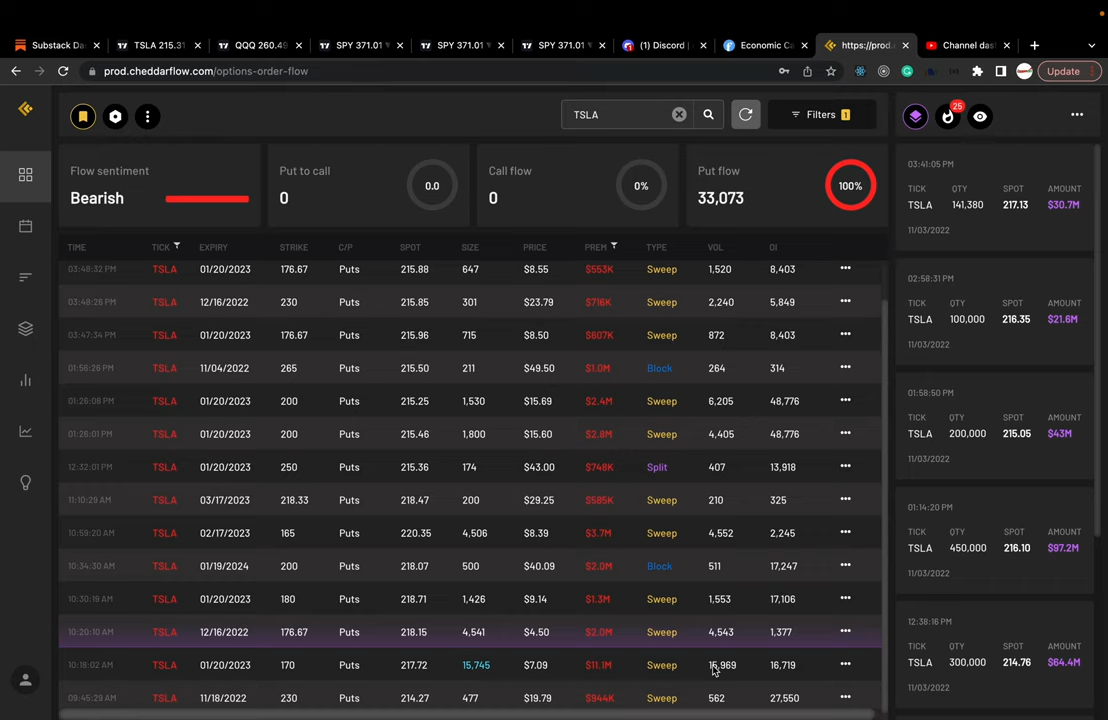 Substack Da
TSLA 215.31
QQQ 260.49
SPY 371.01
SPY 371.01
SPY 371.01
(1) Discord |
Economic Ca
https://prod.
Channel das
prod.cheddarflow.com/options-order-flow
Update
TSLA
Filters 1
25
Flow sentiment
Bearish
Put to call
0
0.0
Call flow
0
0%
Put flow
33,073
100%
TIME TICK EXPIRY STRIKE C/P SPOT SIZE PRICE PREM TYPE VOL OI
03:48:32 PM TSLA 01/20/2023 176.67 Puts 215.88 647 $8.55 $553K Sweep 1,520 8,403
03:48:26 PM TSLA 12/16/2022 230 Puts 215.85 301 $23.79 $716K Sweep 2,240 5,849
03:47:34 PM TSLA 01/20/2023 176.67 Puts 215.96 715 $8.50 $607K Sweep 872 8,403
01:56:26 PM TSLA 11/04/2022 265 Puts 215.50 211 $49.50 $1.0M Block 264 314
01:26:08 PM TSLA 01/20/2023 200 Puts 215.25 1,530 $15.69 $2.4M Sweep 6,205 48,776
01:26:01 PM TSLA 01/20/2023 200 Puts 215.46 1,800 $15.60 $2.8M Sweep 4,405 48,776
12:32:01 PM TSLA 01/20/2023 250 Puts 215.36 174 $43.00 $748K Split 407 13,918
11:10:29 AM TSLA 03/17/2023 218.33 Puts 218.47 200 $29.25 $585K Sweep 210 325
10:59:20 AM TSLA 02/17/2023 165 Puts 220.35 4,506 $8.39 $3.7M Sweep 4,552 2,245
10:34:30 AM TSLA 01/19/2024 200 Puts 218.07 500 $40.09 $2.0M Block 511 17,247
10:30:19 AM TSLA 01/20/2023 180 Puts 218.71 1,426 $9.14 $1.3M Sweep 1,553 17,106
10:20:10 AM TSLA 12/16/2022 176.67 Puts 218.15 4,541 $4.50 $2.0M Sweep 4,543 1,377
10:18:02 AM TSLA 01/20/2023 170 Puts 217.72 15,745 $7.09 $11.1M Sweep 16,719
09:45:29 AM TSLA 11/18/2022 230 Puts 214.27 477 $19.79 $944K Sweep 562 27,550
03:41:05 PM
TICK QTY SPOT AMOUNT
TSLA 141,380 217.13 $30.7M
11/03/2022
02:58:31 PM
TICK QTY SPOT AMOUNT
TSLA 100,000 216.35 $21.6M
11/03/2022
01:58:50 PM
TICK QTY SPOT AMOUNT
TSLA 200,000 215.05 $43M
11/03/2022
01:14:20 PM
TICK QTY SPOT AMOUNT
TSLA 450,000 216.10 $97.2M
11/03/2022
12:38:16 PM
TICK QTY SPOT AMOUNT
TSLA 300,000 214.76 $64.4M
11/03/2022